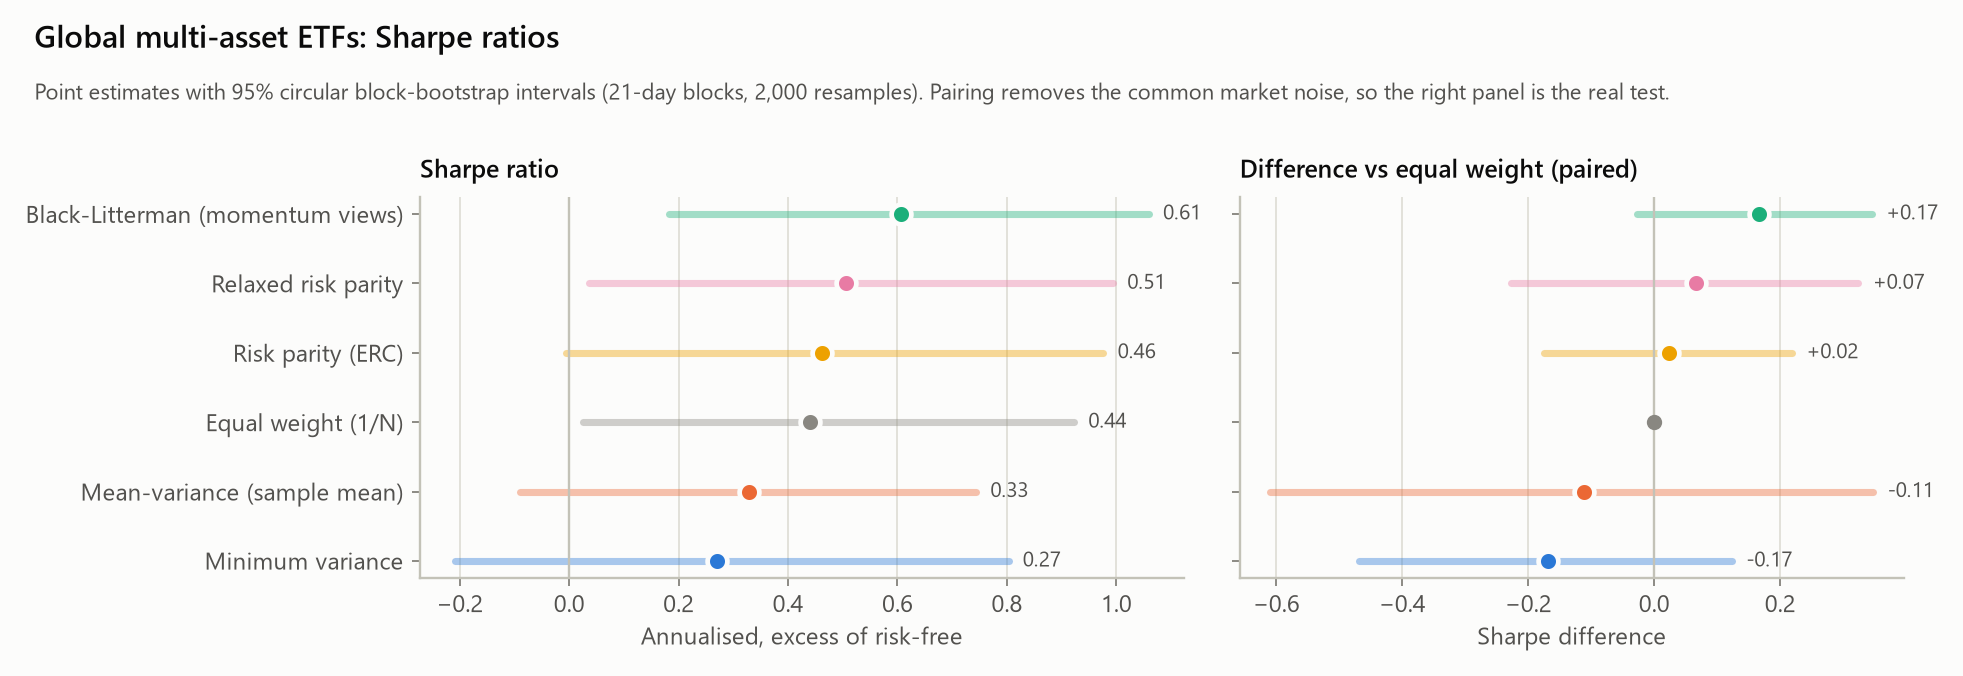 Global multi-asset ETFs: Sharpe ratios
Point estimates with 95% circular block-bootstrap intervals (21-day blocks, 2,000 resamples). Pairing removes the common market noise, so the right panel is the real test.
Sharpe ratio
Black-Litterman (momentum views)
0.61
Relaxed risk parity
0.51
Risk parity (ERC)
0.46
Equal weight (1/N)
0.44
Mean-variance (sample mean)
0.33
Minimum variance
0.27
−0.2 0.0 0.2 0.4 0.6 0.8 1.0
Annualised, excess of risk-free
Difference vs equal weight (paired)
+0.17
+0.07
+0.02
-0.11
-0.17
−0.6 −0.4 −0.2 0.0 0.2
Sharpe difference